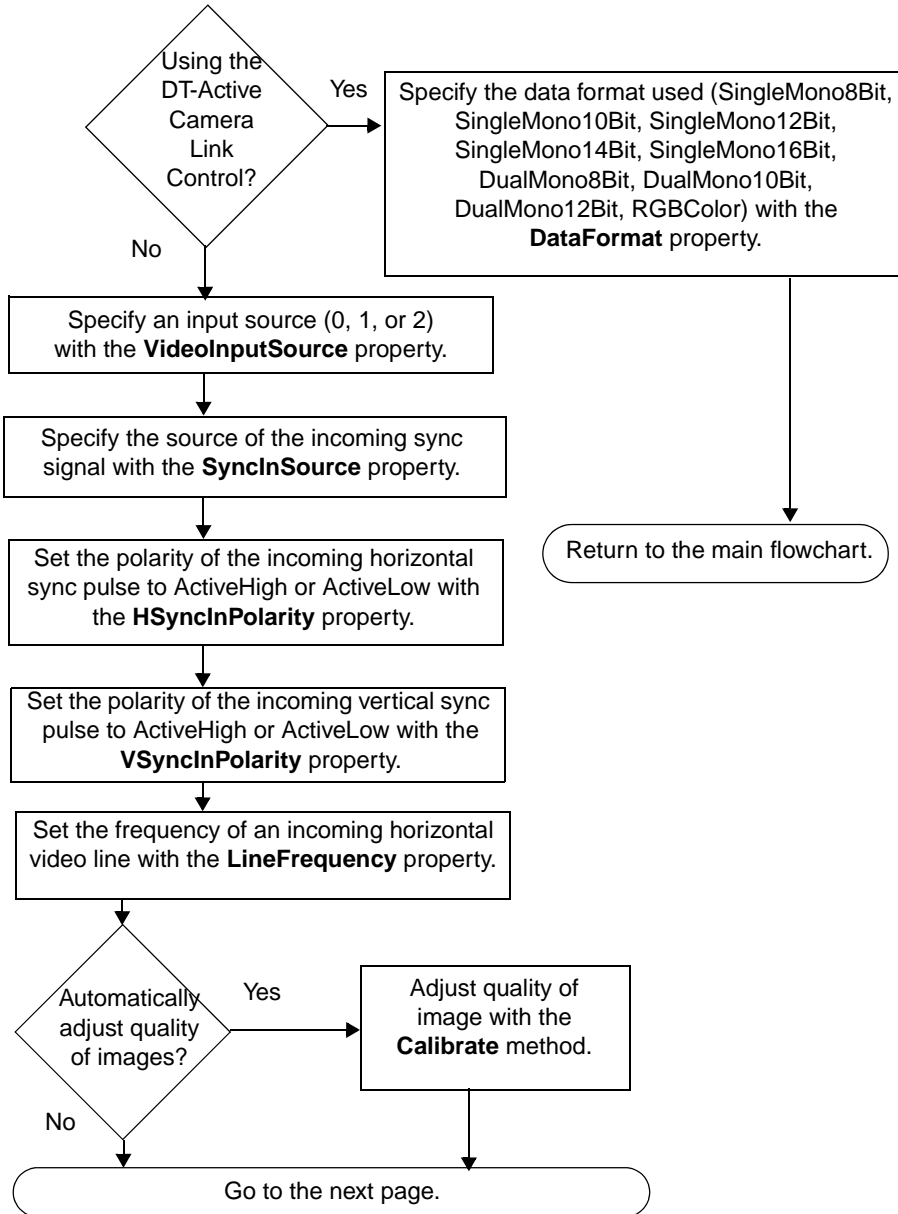 Using the
DT-Active
Camera
Link
Control?
Yes
Specify the data format used (SingleMono8Bit,
SingleMono10Bit, SingleMono12Bit,
SingleMono14Bit, SingleMono16Bit,
DualMono8Bit, DualMono10Bit,
DualMono12Bit, RGBColor) with the
DataFormat property.
No
Specify an input source (0, 1, or 2)
with the VideoInputSource property.
Specify the source of the incoming sync
signal with the SyncInSource property.
Return to the main flowchart.
Set the polarity of the incoming horizontal
sync pulse to ActiveHigh or ActiveLow with
the HSyncInPolarity property.
Set the polarity of the incoming vertical sync
pulse to ActiveHigh or ActiveLow with the
VSyncInPolarity property.
Set the frequency of an incoming horizontal
video line with the LineFrequency property.
Automatically
adjust quality
of images?
Yes
Adjust quality of
image with the
Calibrate method.
No
Go to the next page.